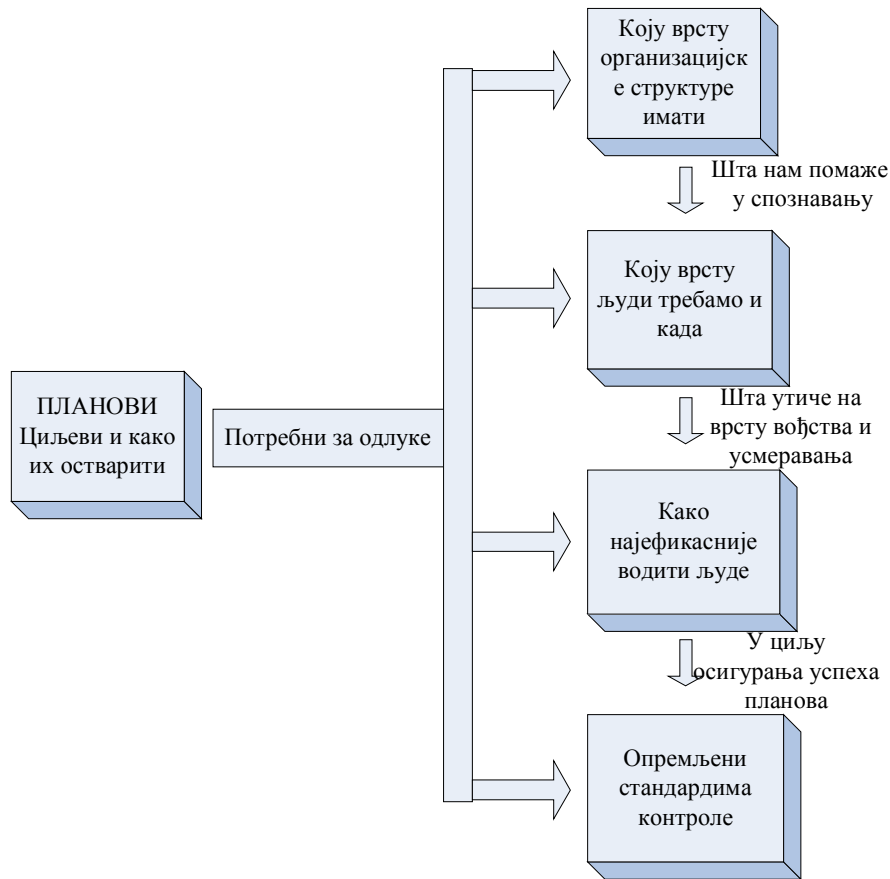 ПЛАНОВИ
Циљеви и како
их остварити
Потребни за одлуке
Коју врсту
организацијск
е структуре
имати
Шта нам помаже
у спознавању
Коју врсту
људи требамо и
када
Шта утиче на
врсту вођства и
усмеравања
Како
најефикасније
водити људе
У циљу
осигурања успеха
планова
Опремљени
стандардима
контроле